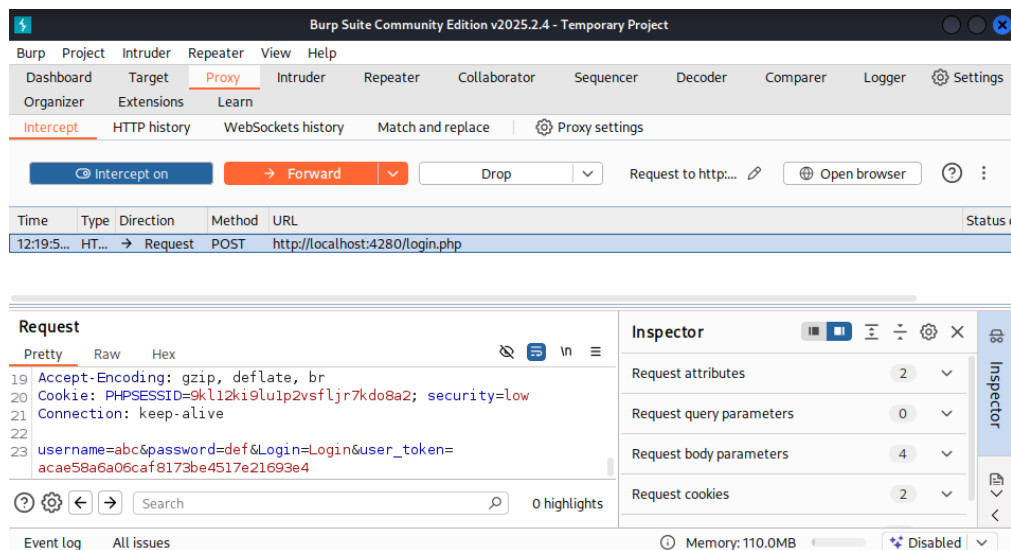 Burp Suite Community Edition v2025.2.4 - Temporary Project
Burp Project Intruder Repeater View Help
Dashboard Target Proxy Intruder Repeater Collaborator Sequencer Decoder Comparer Logger Settings
Organizer Extensions Learn
Intercept HTTP history WebSockets history Match and replace Proxy settings
Intercept on Forward Drop Request to http:... Open browser
Time Type Direction Method URL Status
12:19:5... HT... → Request POST http://localhost:4280/login.php
Request
Pretty Raw Hex \n
19 Accept-Encoding: gzip, deflate, br
20 Cookie: PHPSESSID=9kl12ki9lu1p2vsfljr7kdo8a2; security=low
21 Connection: keep-alive
22
23 username=abc&password=def&Login=Login&user_token=
acae58a6a06caf8173be4517e21693e4
Search 0 highlights
Inspector
Request attributes 2
Request query parameters 0
Request body parameters 4
Request cookies 2
Inspector
Event log All issues Memory: 110.0MB Disabled